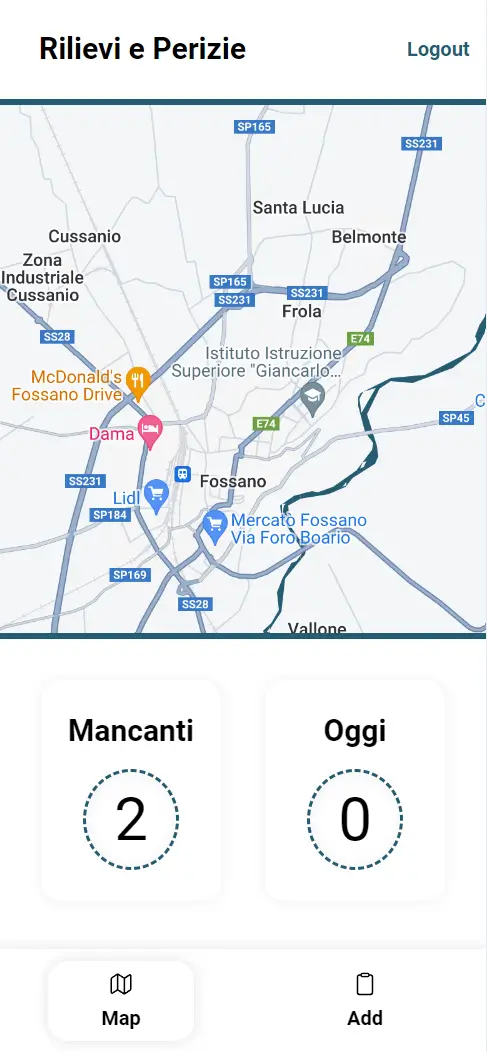 Rilievi e Perizie
Logout
SP165
SS231
Santa Lucia
Cussanio
Belmonte
Zona
Industriale
Cussanio
SP165
SS231
SS231
Frola
SS28
E74
Istituto Istruzione
Superiore "Giancarlo...
McDonald's
Fossano Drive
C
SP45
E74
Dama
SS231
Fossano
Lidl
SP184
Mercatò Fossano
Via Foro Boario
SP169
SS28
Vallone
Mancanti
Oggi
2
0
Map
Add